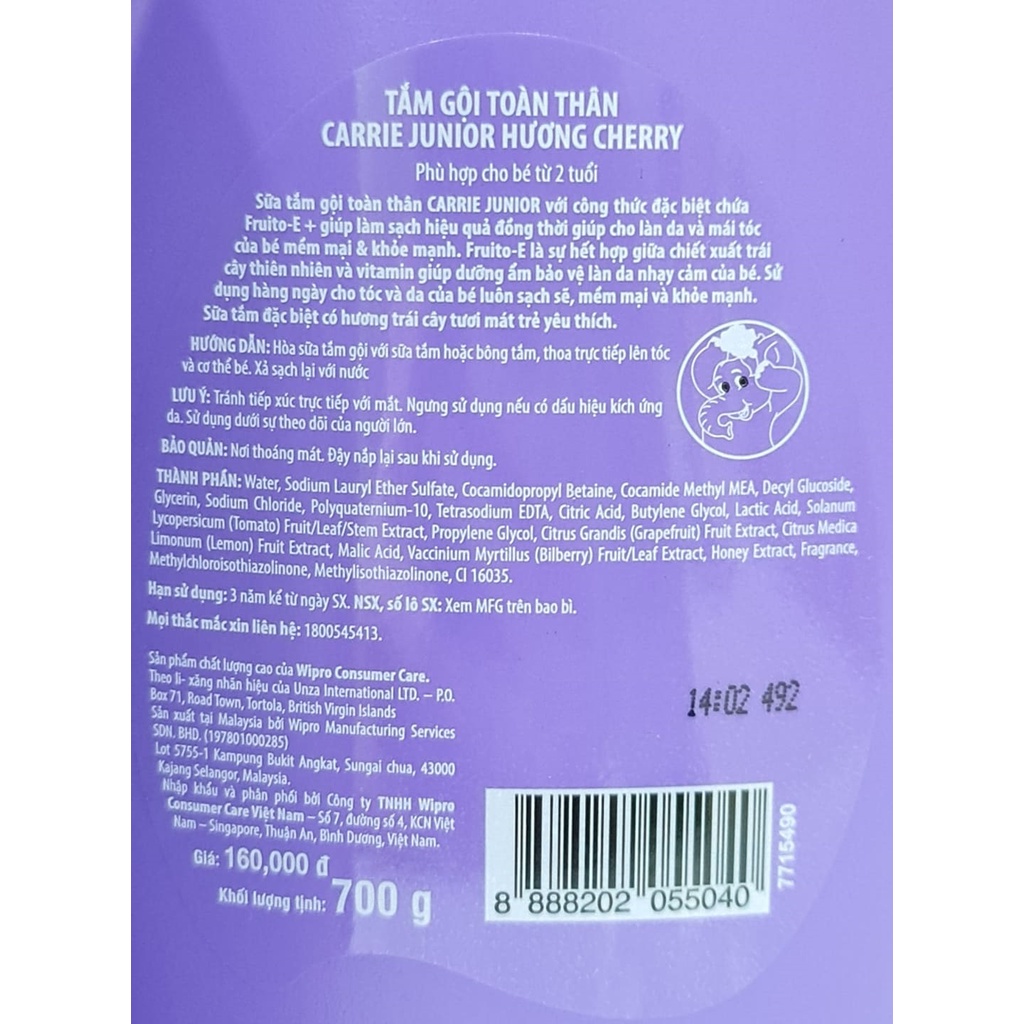 TẮM GỘI TOÀN THÂN
CARRIE JUNIOR HƯƠNG CHERRY
Phù hợp cho bé từ 2 tuổi
Sữa tắm gội toàn thân CARRIE JUNIOR với công thức đặc biệt chứa
Fruito-E + giúp làm sạch hiệu quả đồng thời giúp cho làn da và mái tóc
của bé mềm mại & khỏe mạnh. Fruito-E là sự hết hợp giữa chiết xuất trái
cây thiên nhiên và vitamin giúp dưỡng ẩm bảo vệ làn da nhạy cảm của bé. Sử
dụng hàng ngày cho tóc và da của bé luôn sạch sẽ, mềm mại và khỏe mạnh.
Sữa tắm đặc biệt có hương trái cây tươi mát trẻ yêu thích.
HƯỚNG DẪN: Hòa sữa tắm gội với sữa tắm hoặc bông tắm, thoa trực tiếp lên tóc
và cơ thể bé. Xả sạch lại với nước
LƯU Ý: Tránh tiếp xúc trực tiếp với mắt. Ngưng sử dụng nếu có dấu hiệu kích ứng
da. Sử dụng dưới sự theo dõi của người lớn.
BẢO QUẢN: Nơi thoáng mát. Đậy nắp lại sau khi sử dụng.
THÀNH PHẦN: Water, Sodium Lauryl Ether Sulfate, Cocamidopropyl Betaine, Cocamide Methyl MEA, Decyl Glucoside,
Glycerin, Sodium Chloride, Polyquaternium-10, Tetrasodium EDTA, Citric Acid, Butylene Glycol, Lactic Acid, Solanum
Lycopersicum (Tomato) Fruit/Leaf/Stem Extract, Propylene Glycol, Citrus Grandis (Grapefruit) Fruit Extract, Citrus Medica
Limonum (Lemon) Fruit Extract, Malic Acid, Vaccinium Myrtillus (Bilberry) Fruit/Leaf Extract, Honey Extract, Fragrance,
Methylchloroisothiazolinone, Methylisothiazolinone, CI 16035.
Hạn sử dụng: 3 năm kể từ ngày SX. NSX, số lô SX: Xem MFG trên bao bì.
Mọi thắc mắc xin liên hệ: 1800545413.
Sản phẩm chất lượng cao của Wipro Consumer Care.
Theo li- xăng nhãn hiệu của Unza International LTD. – P.O.
Box 71, Road Town, Tortola, British Virgin Islands
Sản xuất tại Malaysia bởi Wipro Manufacturing Services
SDN. BHD. (197801000285)
Lot 5755-1 Kampung Bukit Angkat, Sungai chua, 43000
Kajang Selangor, Malaysia.
Nhập khẩu và phân phối bởi Công ty TNHH Wipro
Consumer Care Việt Nam – Số 7, đường số 4, KCN Việt
Nam – Singapore, Thuận An, Bình Dương, Việt Nam.
Giá: 160,000 đ
Khối lượng tịnh: 700 g
14:02 492
8 888202 055040
7715490